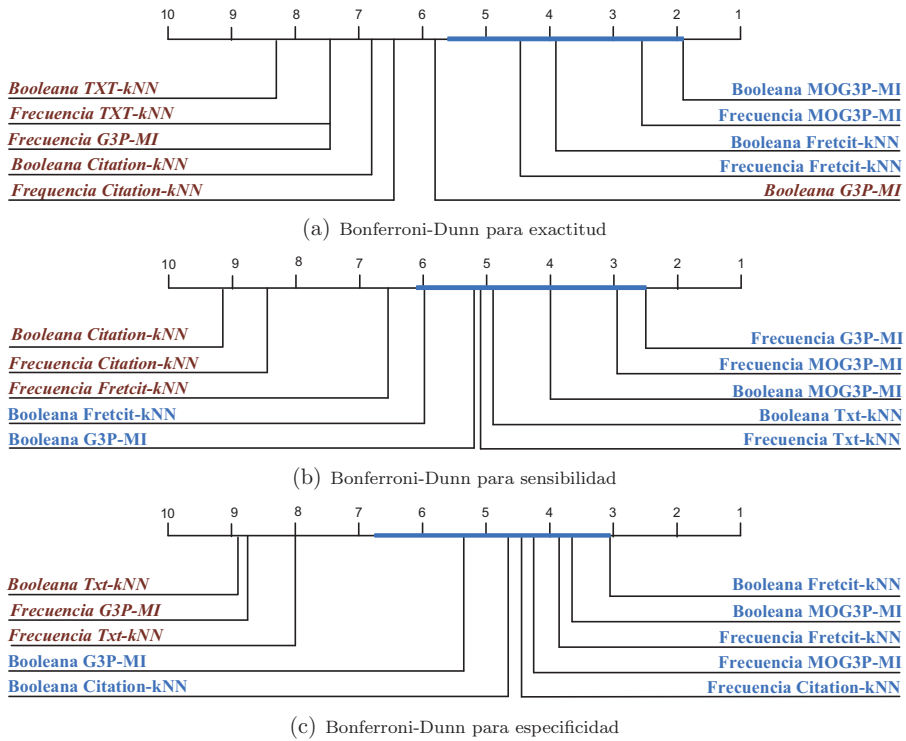 10 9 8 7 6 5 4 3 2 1
Booleana TXT-kNN
Frecuencia TXT-kNN
Frecuencia G3P-MI
Booleana Citation-kNN
Frequencia Citation-kNN
Booleana MOG3P-MI
Frecuencia MOG3P-MI
Booleana Fretcit-kNN
Frecuencia Fretcit-kNN
Booleana G3P-MI
(a) Bonferroni-Dunn para exactitud
10 9 8 7 6 5 4 3 2 1
Booleana Citation-kNN
Frecuencia Citation-kNN
Frecuencia Fretcit-kNN
Booleana Fretcit-kNN
Booleana G3P-MI
Frecuencia G3P-MI
Frecuencia MOG3P-MI
Booleana MOG3P-MI
Booleana Txt-kNN
Frecuencia Txt-kNN
(b) Bonferroni-Dunn para sensibilidad
10 9 8 7 6 5 4 3 2 1
Booleana Txt-kNN
Frecuencia G3P-MI
Frecuencia Txt-kNN
Booleana G3P-MI
Booleana Citation-kNN
Booleana Fretcit-kNN
Booleana MOG3P-MI
Frecuencia Fretcit-kNN
Frecuencia MOG3P-MI
Frecuencia Citation-kNN
(c) Bonferroni-Dunn para especificidad